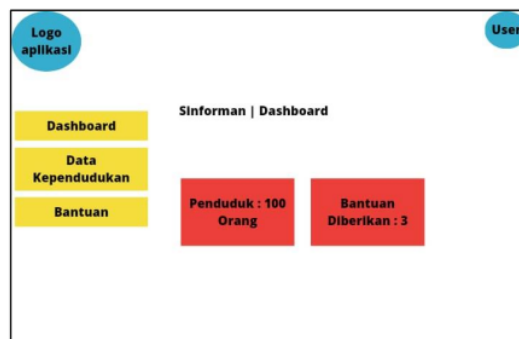 Logo
aplikasi
User
Sinforman | Dashboard
Dashboard
Data
Kependudukan
Bantuan
Penduduk : 100
Orang
Bantuan
Diberikan : 3